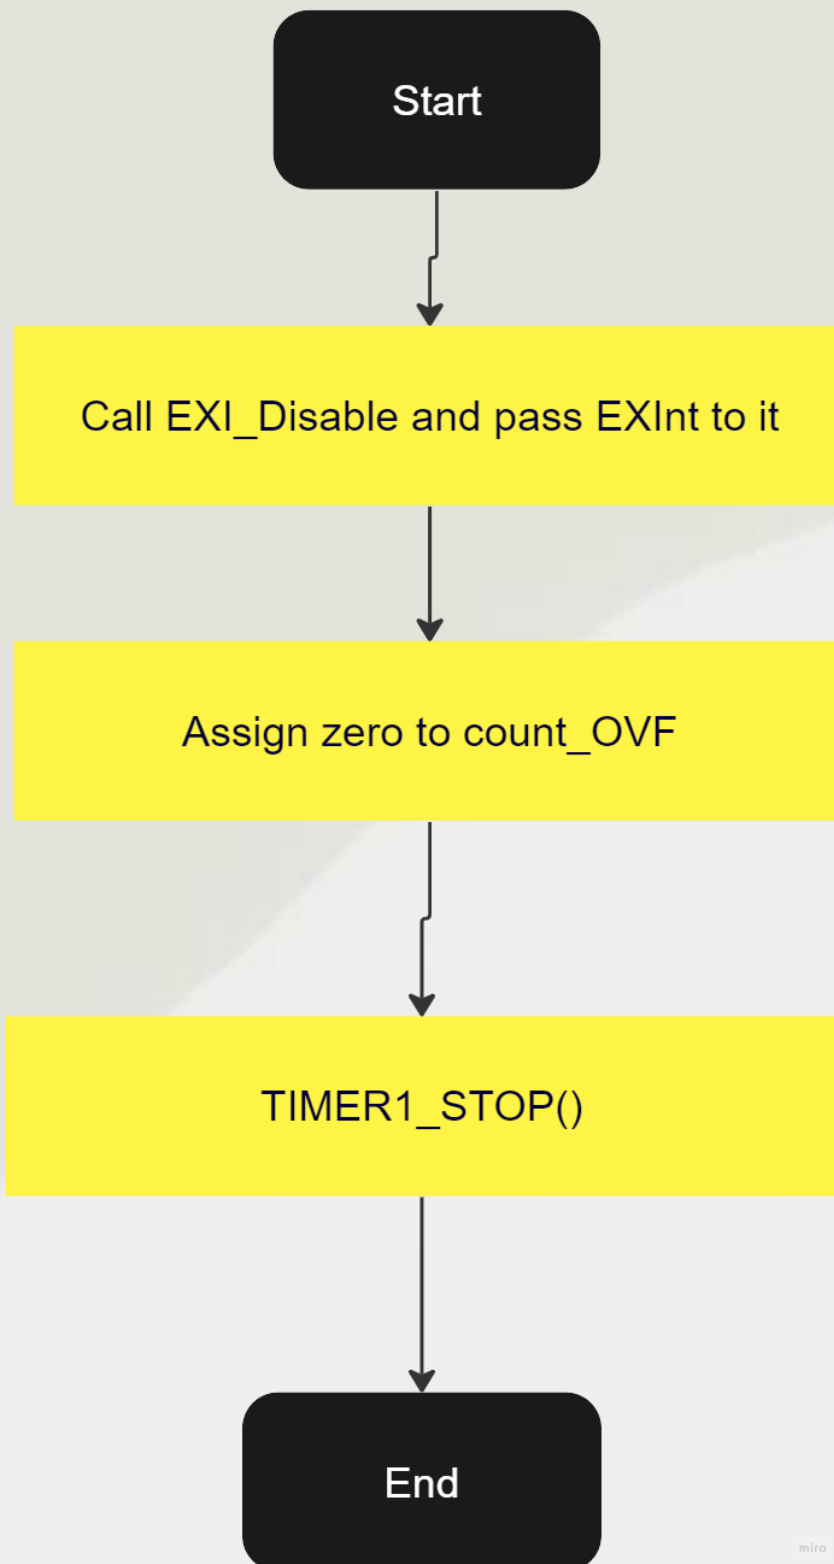 Start
Call EXI_Disable and pass EXInt to it
Assign zero to count_OVF
TIMER1_STOP()
End
miro